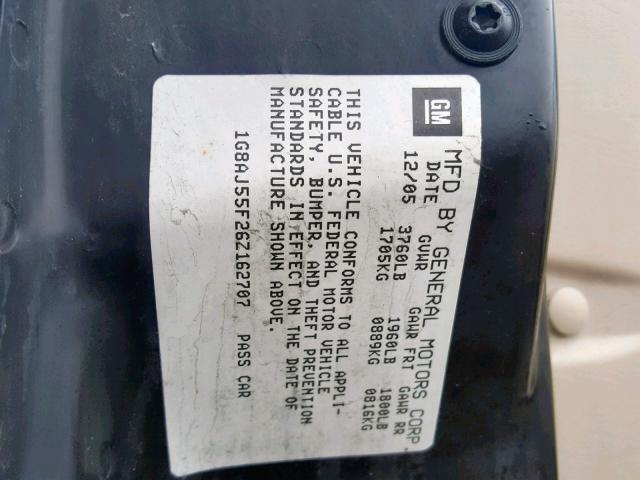 GM
MFD BY GENERAL MOTORS CORP.
DATE GVWR GAWR FRT GAWR RR
12/05 3760LB 1960LB 1800LB
1705KG 0889KG 0816KG
THIS VEHICLE CONFORMS TO ALL APPLI-
CABLE U.S. FEDERAL MOTOR VEHICLE
SAFETY, BUMPER, AND THEFT PREVENTION
STANDARDS IN EFFECT ON THE DATE OF
MANUFACTURE SHOWN ABOVE.
1G8AJ55F26Z162707 PASS CAR